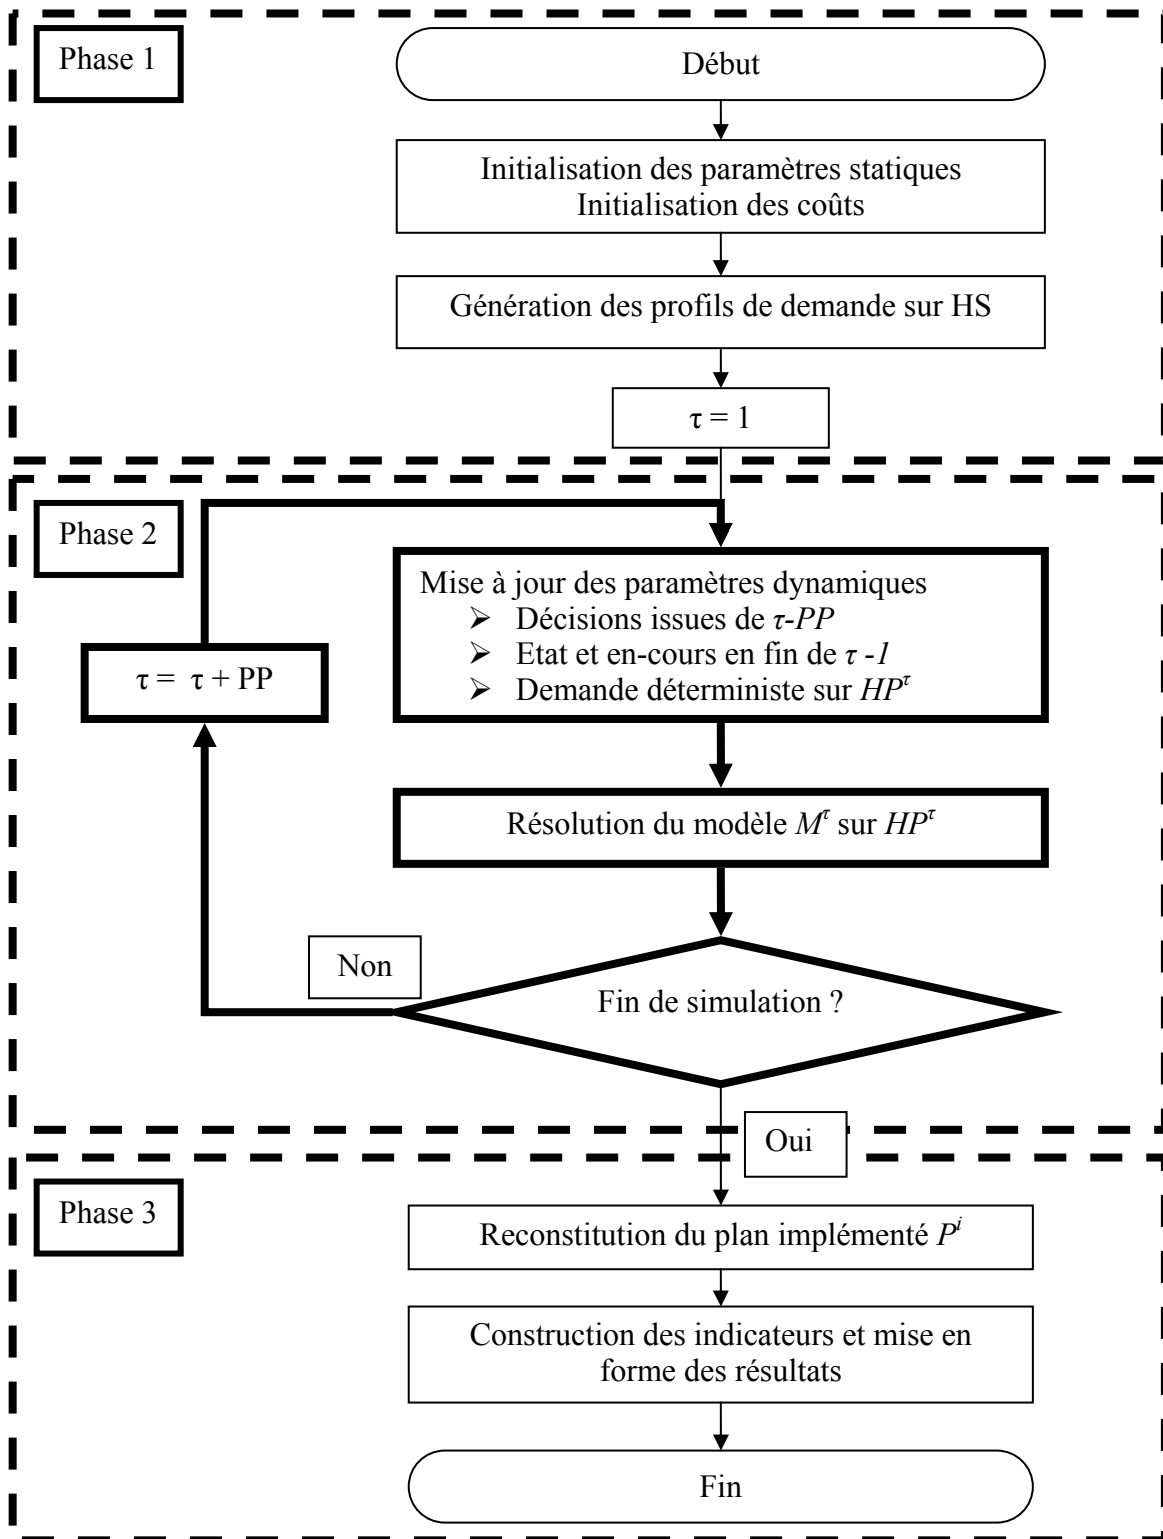 Phase 1
Début
Initialisation des paramètres statiques
Initialisation des coûts
Génération des profils de demande sur HS
τ = 1
Phase 2
Mise à jour des paramètres dynamiques
➢ Décisions issues de τ-PP
➢ Etat et en-cours en fin de τ -1
➢ Demande déterministe sur HP^τ
τ = τ + PP
Résolution du modèle M^τ sur HP^τ
Non
Fin de simulation ?
Oui
Phase 3
Reconstitution du plan implémenté P^i
Construction des indicateurs et mise en
forme des résultats
Fin